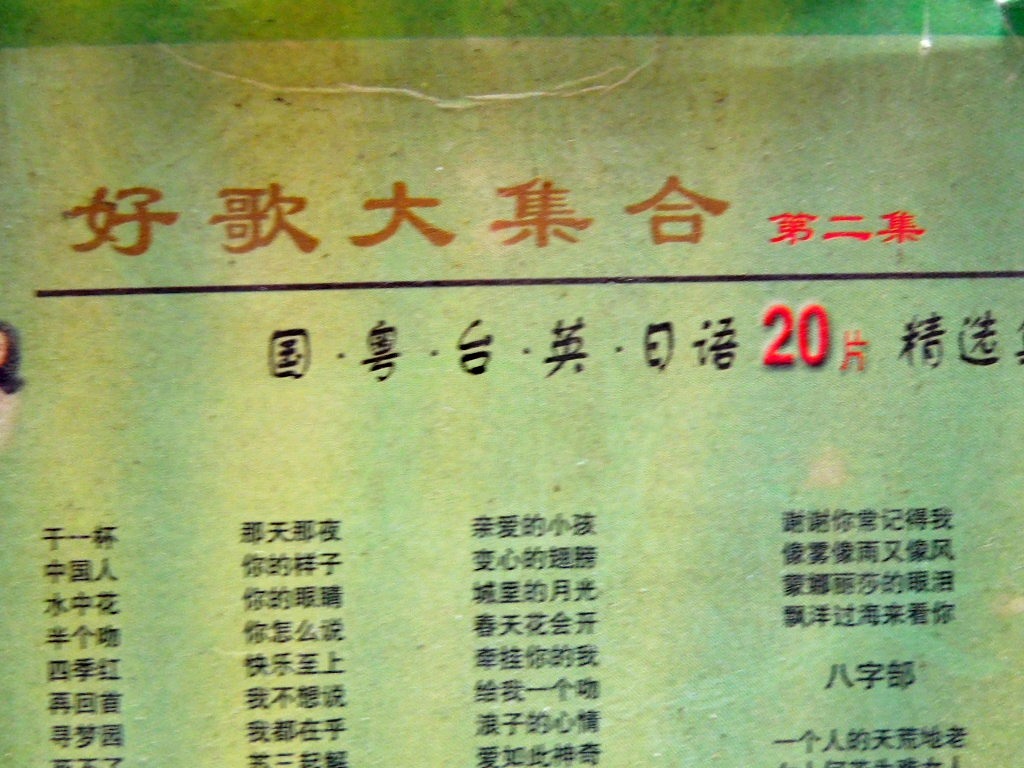 好歌大集合 第二集
国·粤·台·英·日语20片 精选
干一杯
中国人
水中花
半个吻
四季红
再回首
寻梦园
那天那夜
你的样子
你的眼睛
你怎么说
快乐至上
我不想说
我都在乎
苏三起解
亲爱的小孩
变心的翅膀
城里的月光
春天花会开
牵挂你的我
给我一个吻
浪子的心情
爱如此神奇
谢谢你常记得我
像雾像雨又像风
蒙娜丽莎的眼泪
飘洋过海来看你
八字部
一个人的天荒地老